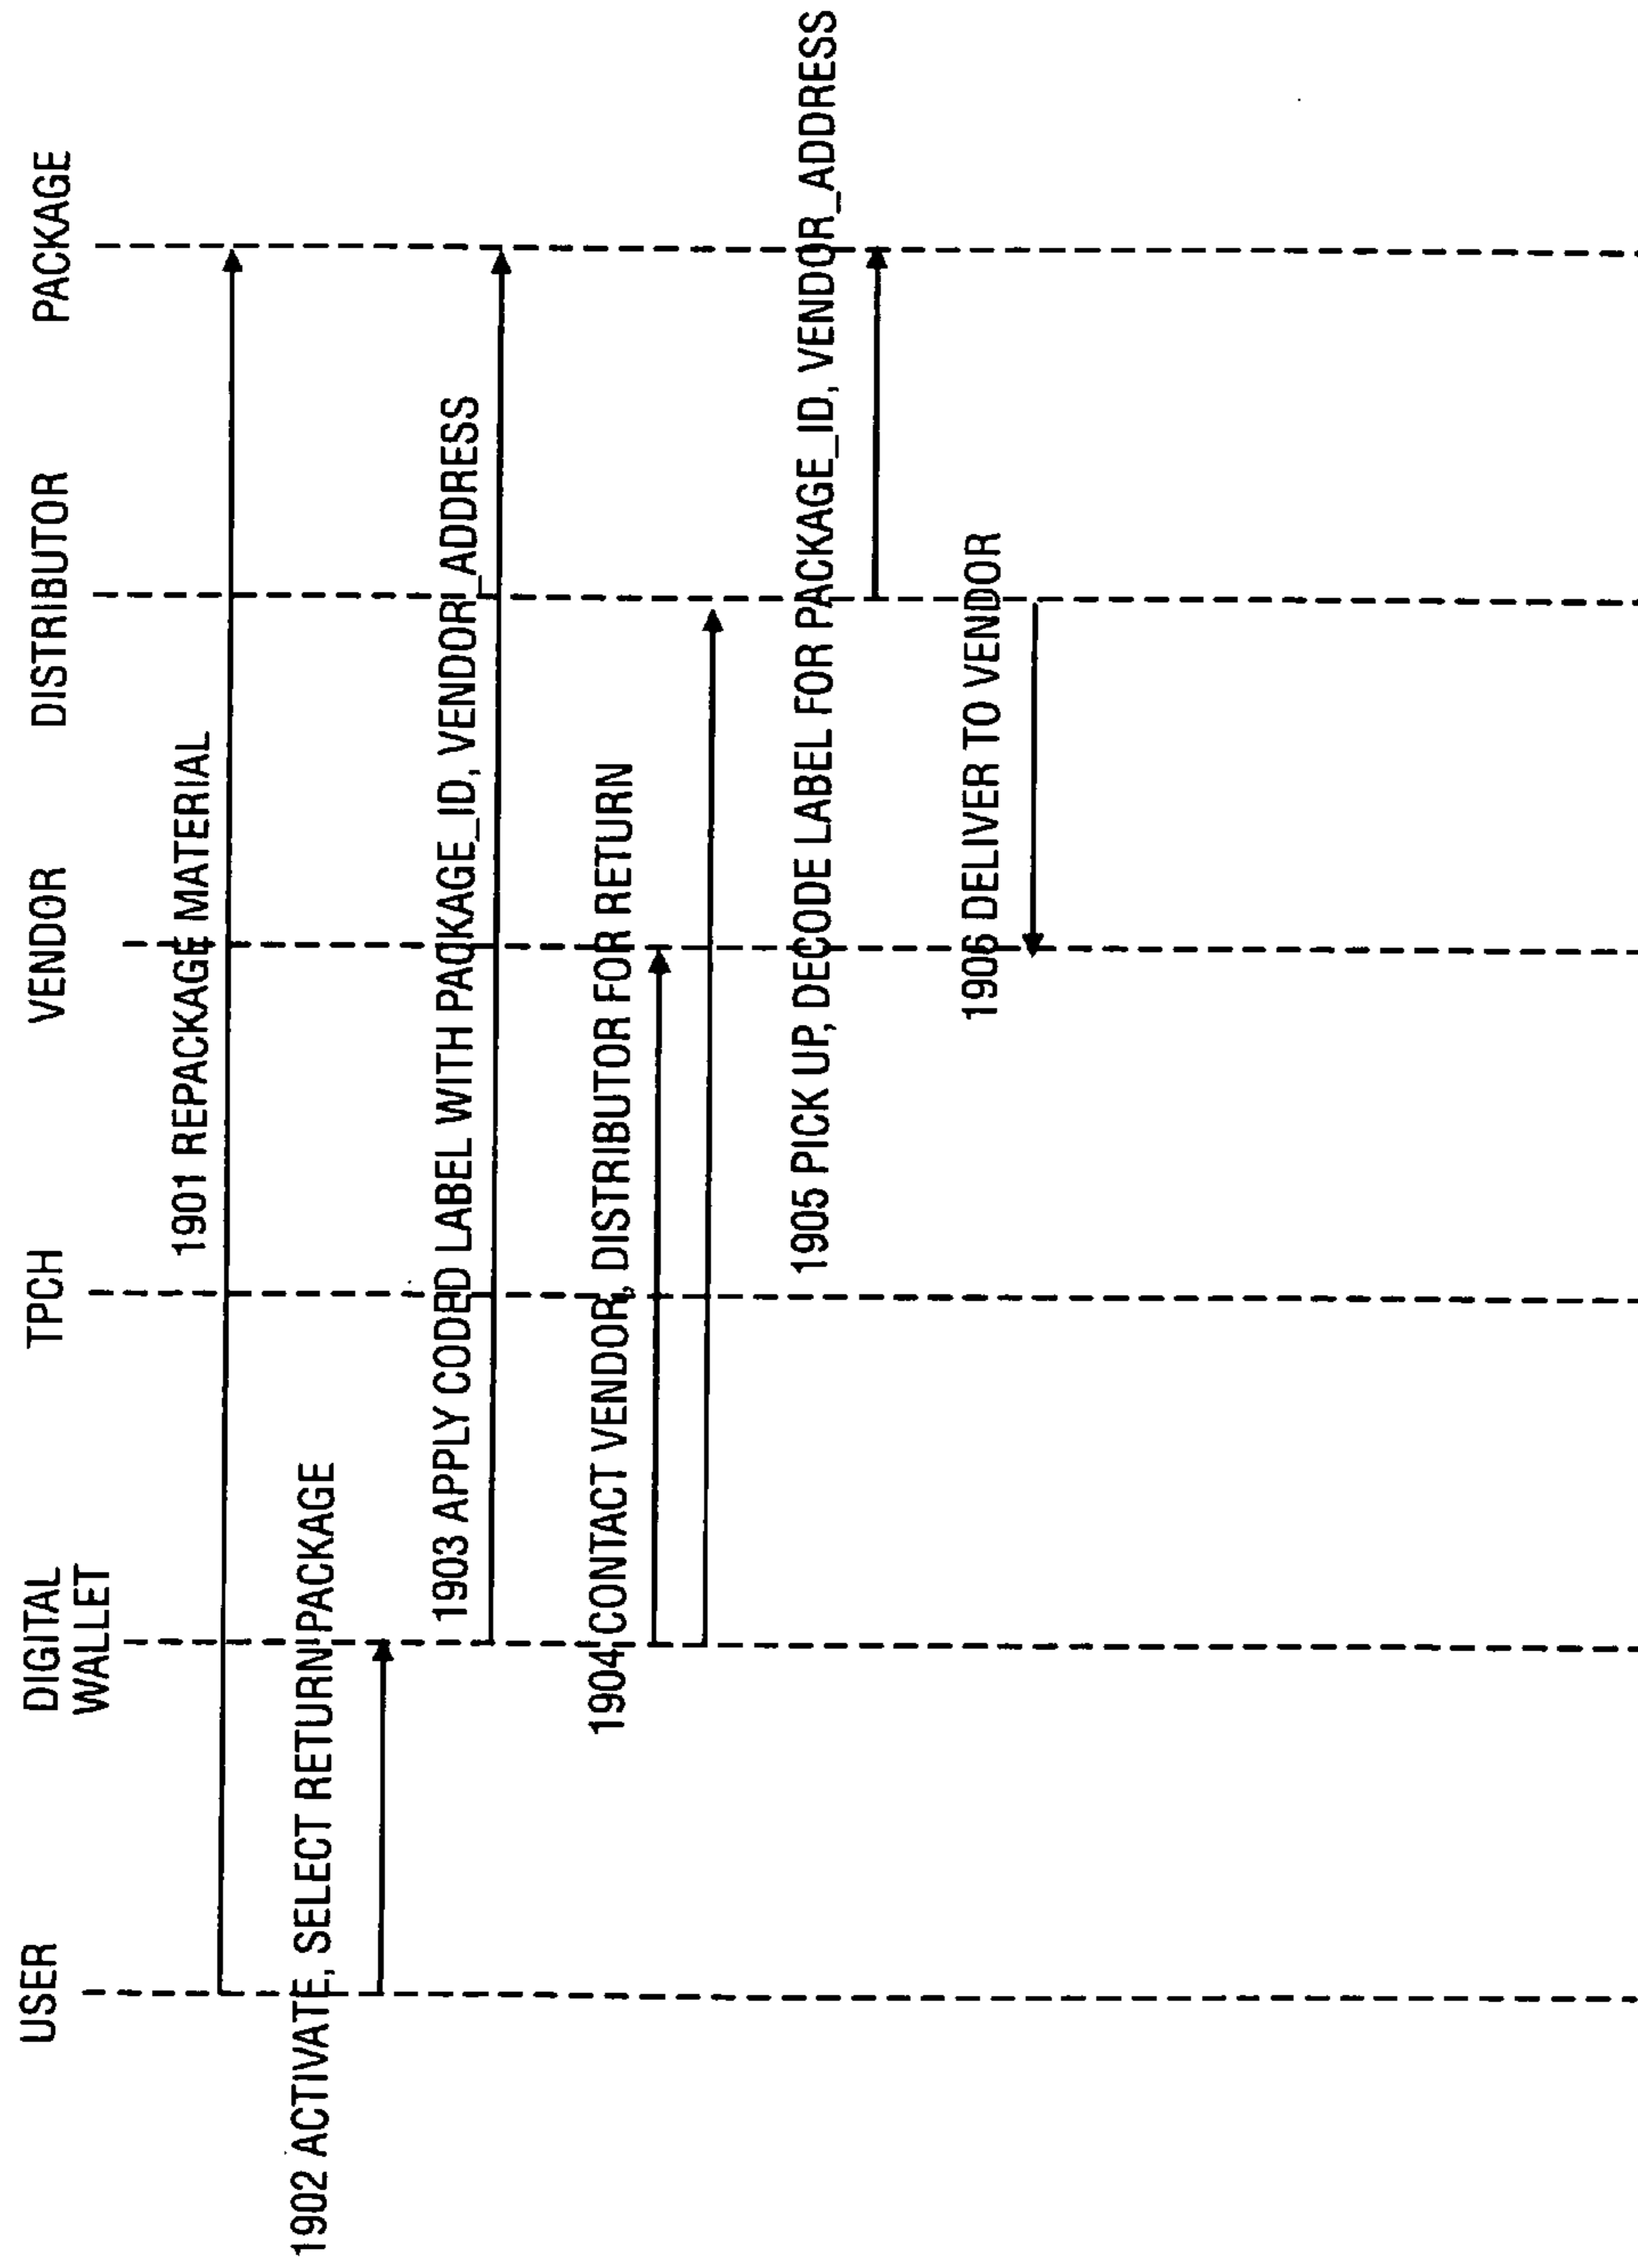 USER
DIGITAL
WALLET
TPCH
VENDOR
DISTRIBUTOR
PACKAGE
1901 REPACKAGE MATERIAL
1902 ACTIVATE, SELECT RETURN PACKAGE
1903 APPLY CODED LABEL WITH PACKAGE_ID, VENDOR_ADDRESS
1904 CONTACT VENDOR, DISTRIBUTOR FOR RETURN
1905 PICK UP, DECODE LABEL FOR PACKAGE_ID, VENDOR_ADDRESS
1906 DELIVER TO VENDOR